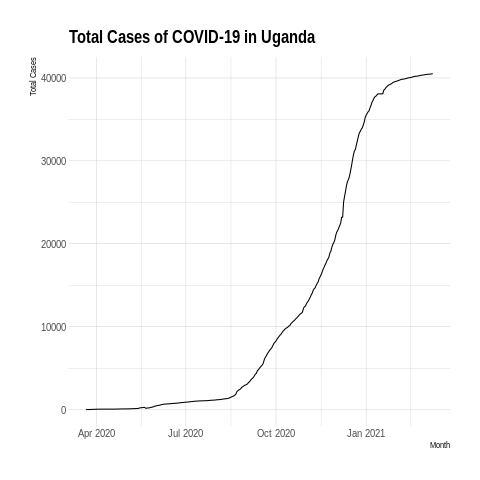 Total Cases of COVID-19 in Uganda
Total Cases
40000
30000
20000
10000
0
Apr 2020
Jul 2020
Oct 2020
Jan 2021
Month